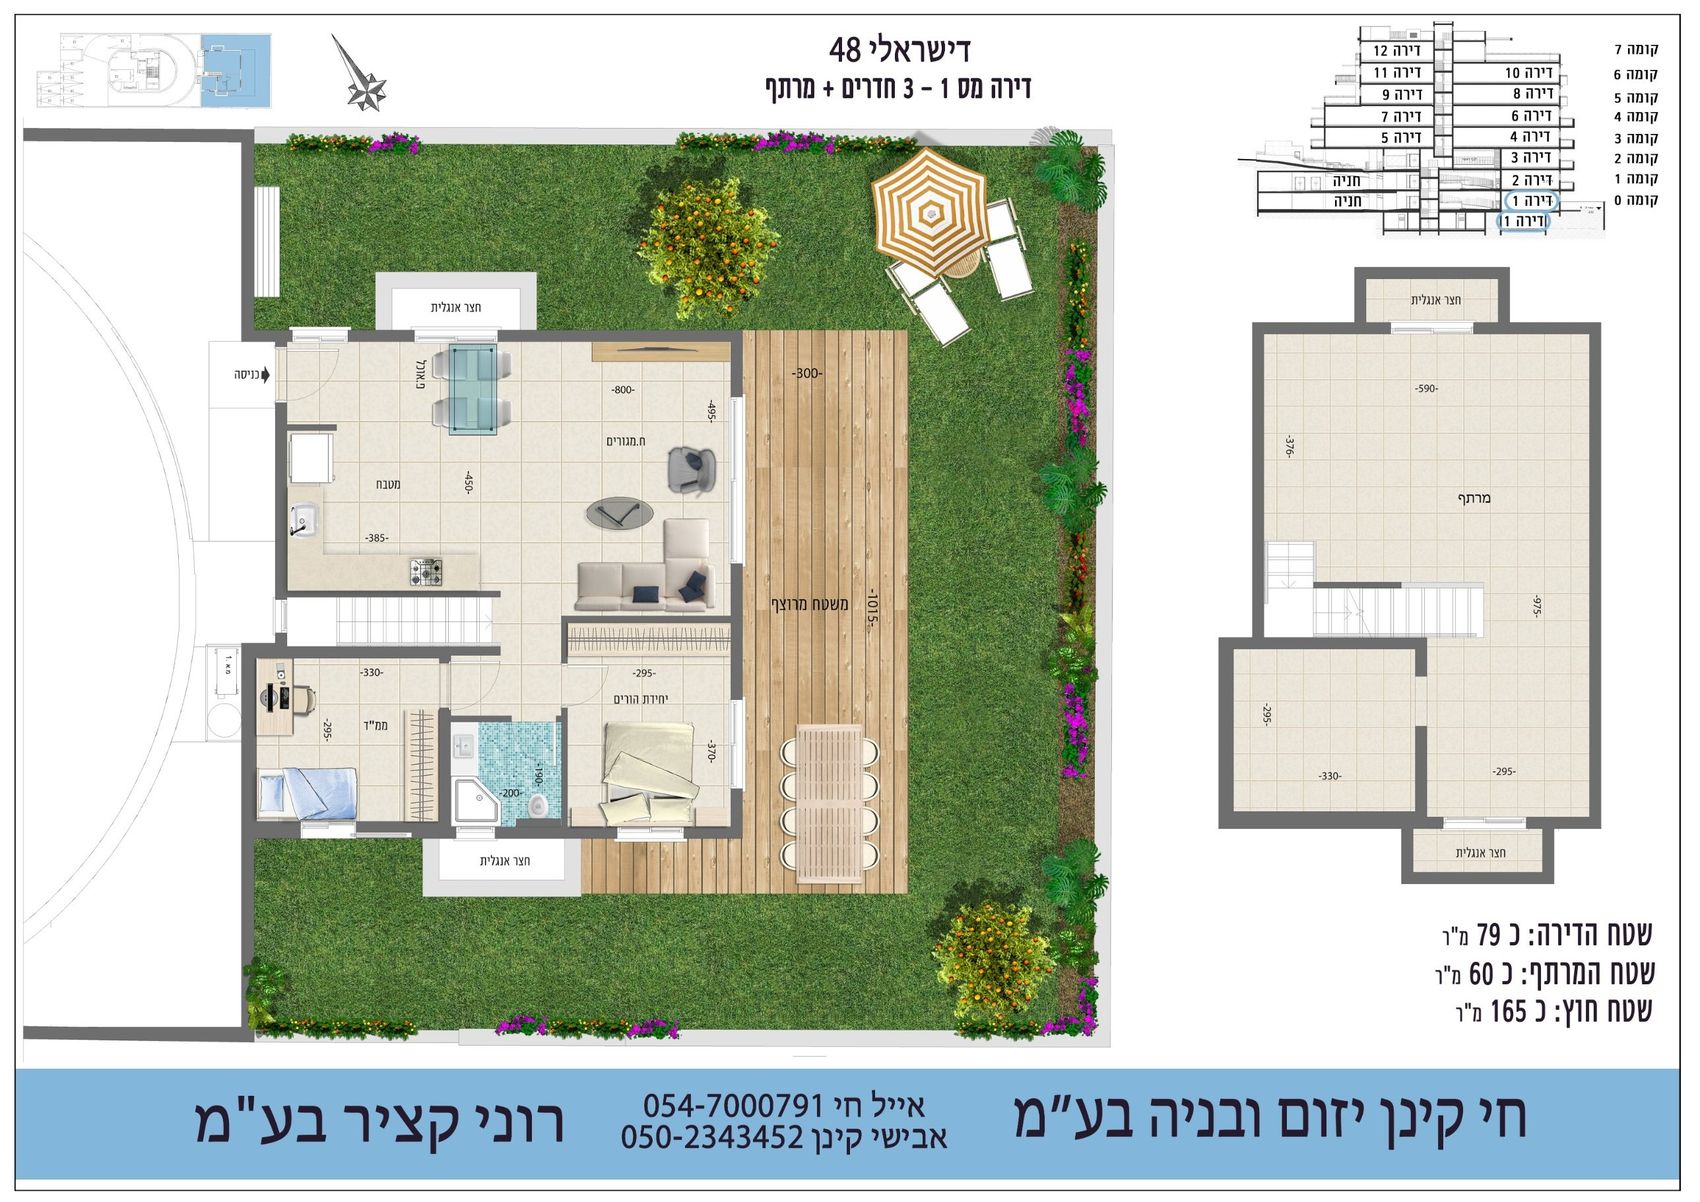 דישראלי 48
דירה מס 1 – 3 חדרים + מרתף
קומה 7
דירה 12
קומה 6
דירה 10
דירה 11
קומה 5
דירה 8
דירה 9
קומה 4
דירה 6
דירה 7
קומה 3
דירה 4
דירה 5
קומה 2
דירה 3
קומה 1
דירה 2
חניה
קומה 0
דירה 1
חניה
דירה 1
חצר אנגלית
כניסה
פ.אוכל
-800-
-495-
ח.מגורים
-450-
מטבח
-385-
-300-
משטח מרוצף
-1015-
-330-
ממ"ד
-295-
-295-
יחידת הורים
-370-
-190-
-200-
חצר אנגלית
חצר אנגלית
-590-
-376-
מרתף
-975-
-295-
-330-
-295-
חצר אנגלית
שטח הדירה: כ 79 מ"ר
שטח המרתף: כ 60 מ"ר
שטח חוץ: כ 165 מ"ר
חי קינן יזום ובניה בע״מ
אייל חי 054-7000791
אבישי קינן 050-2343452
רוני קציר בע"מ